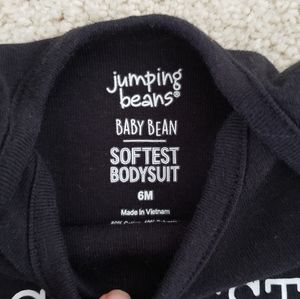 jumping
beans®
BABY BEAN
SOFTEST
BODYSUIT
6M
Made in Vietnam